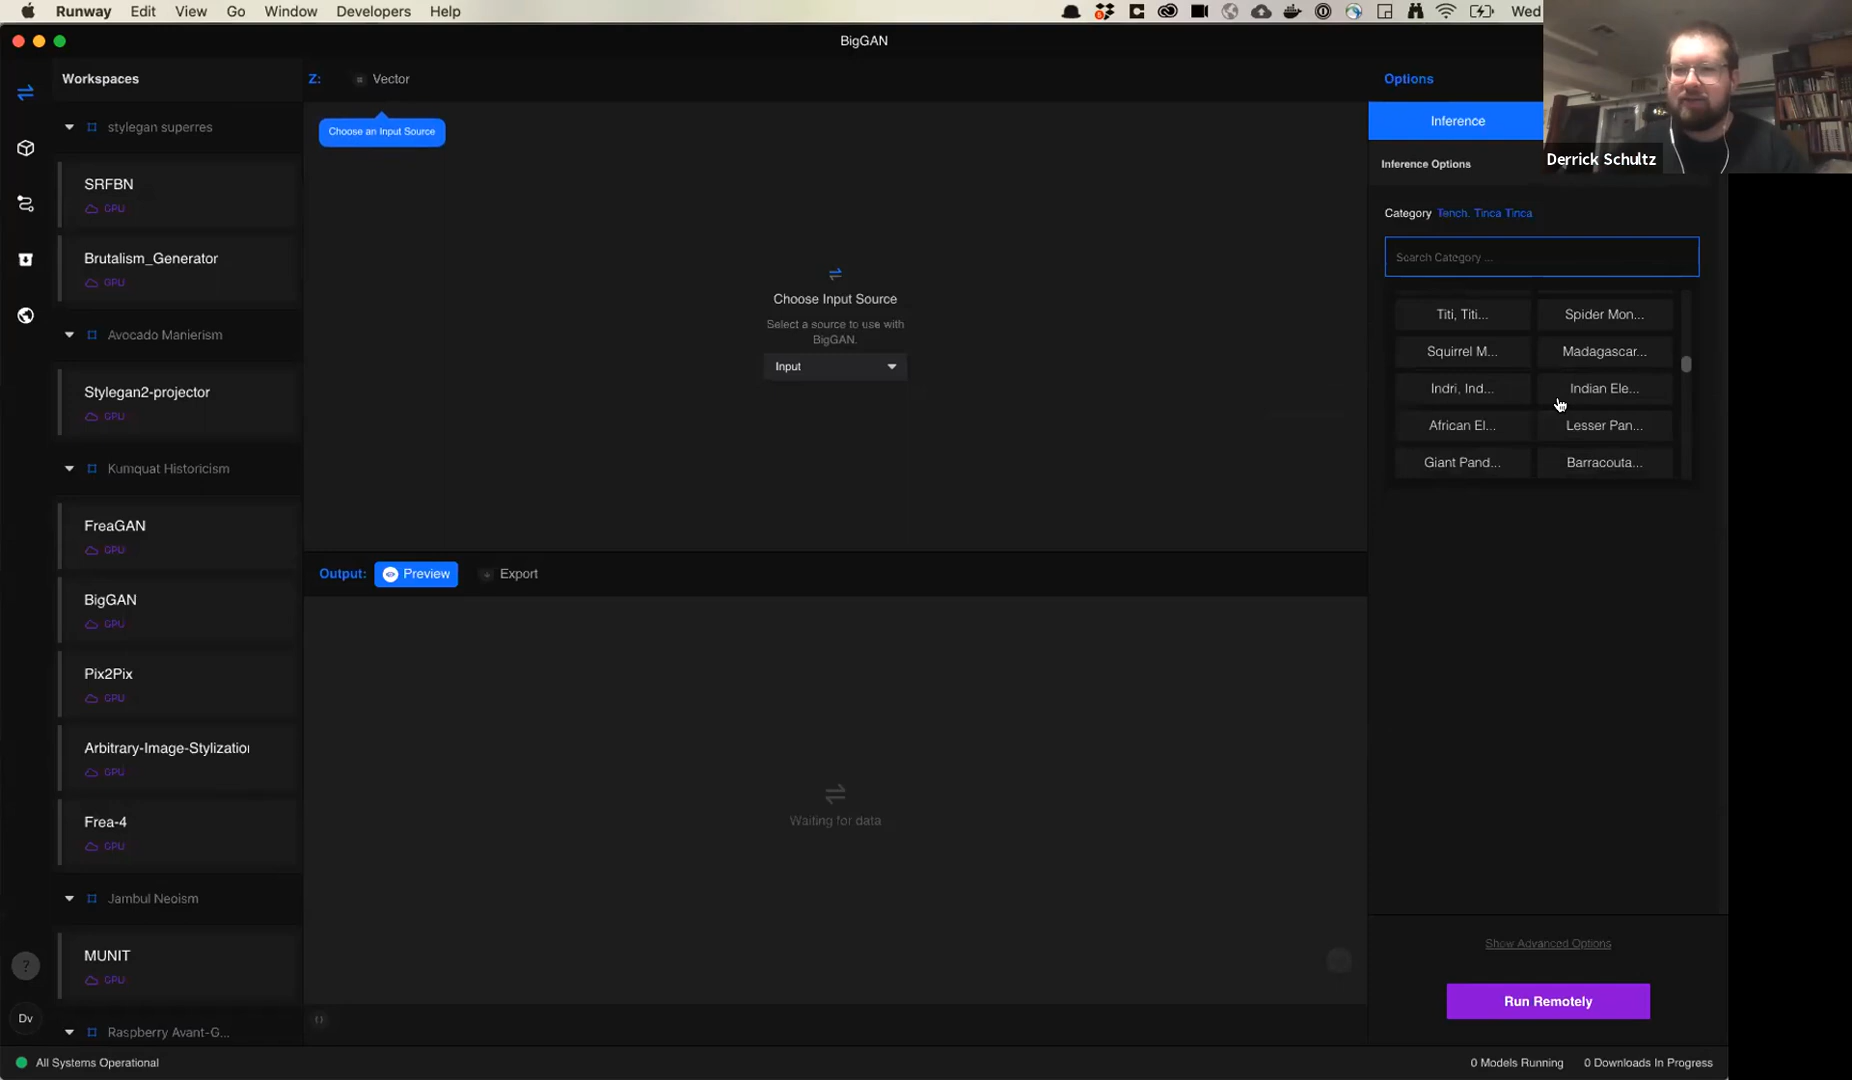 Runway Edit View Go Window Developers Help Wed
BigGAN
Workspaces
stylegan superres
SRFBN
GPU
Brutalism_Generator
GPU
Avocado Manierism
Stylegan2-projector
GPU
Kumquat Historicism
FreaGAN
GPU
BigGAN
GPU
Pix2Pix
GPU
Arbitrary-Image-Stylizatio
GPU
Frea-4
GPU
Jambul Neoism
MUNIT
GPU
Raspberry Avant-G...
?
Dv
All Systems Operational
Z: Vector
Choose an Input Source
Choose Input Source
Select a source to use with
BigGAN.
Input
Output: Preview Export
Waiting for data
Options
Inference
Inference Options
Category Tench, Tinca Tinca
Search Category ...
Titi, Titi... Spider Mon...
Squirrel M... Madagascar...
Indri, Ind... Indian Ele...
African El... Lesser Pan...
Giant Pand... Barracouta...
Show Advanced Options
Run Remotely
0 Models Running 0 Downloads In Progress
Derrick Schultz